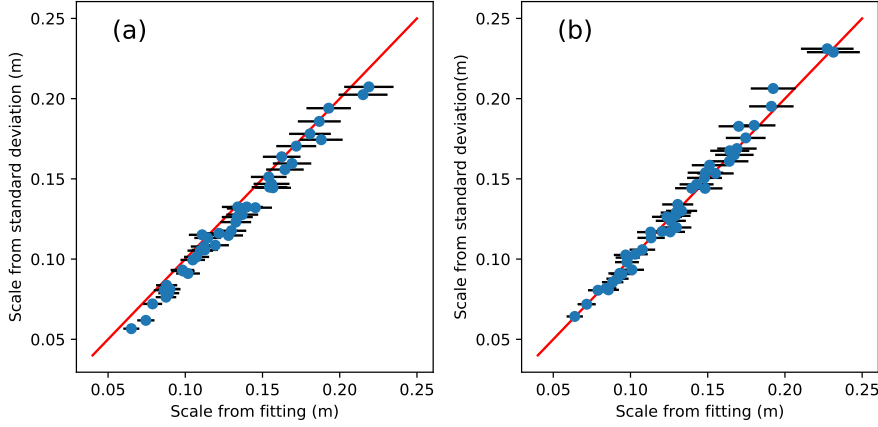 (a)
Scale from standard deviation (m)
0.25
0.20
0.15
0.10
0.05
0.05 0.10 0.15 0.20 0.25
Scale from fitting (m)
(b)
Scale from standard deviation(m)
0.25
0.20
0.15
0.10
0.05
0.05 0.10 0.15 0.20 0.25
Scale from fitting (m)